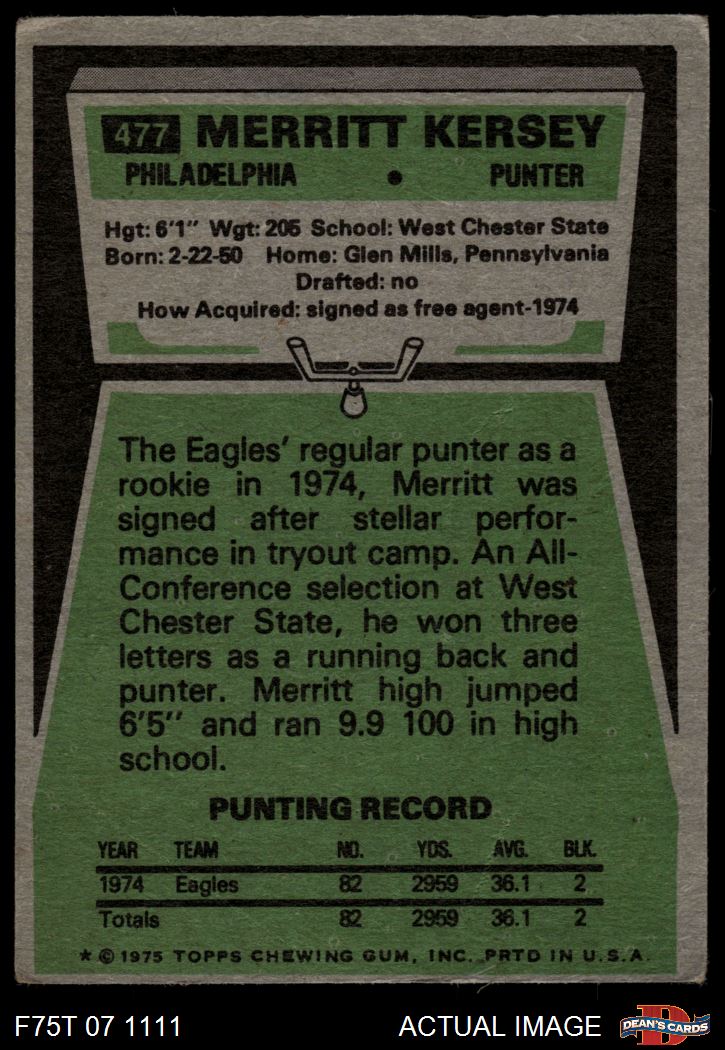 477 MERRITT KERSEY
PHILADELPHIA • PUNTER
Hgt: 6'1" Wgt: 205 School: West Chester State
Born: 2-22-50 Home: Glen Mills, Pennsylvania
Drafted: no
How Acquired: signed as free agent-1974
The Eagles' regular punter as a
rookie in 1974, Merritt was
signed after stellar perfor-
mance in tryout camp. An All-
Conference selection at West
Chester State, he won three
letters as a running back and
punter. Merritt high jumped
6'5" and ran 9.9 100 in high
school.
PUNTING RECORD
YEAR TEAM NO. YDS. AVG. BLK.
1974 Eagles 82 2959 36.1 2
Totals 82 2959 36.1 2
* © 1975 TOPPS CHEWING GUM, INC. PRTD IN U.S.A.
F75T 07 1111 ACTUAL IMAGE D DEAN'S CARDS